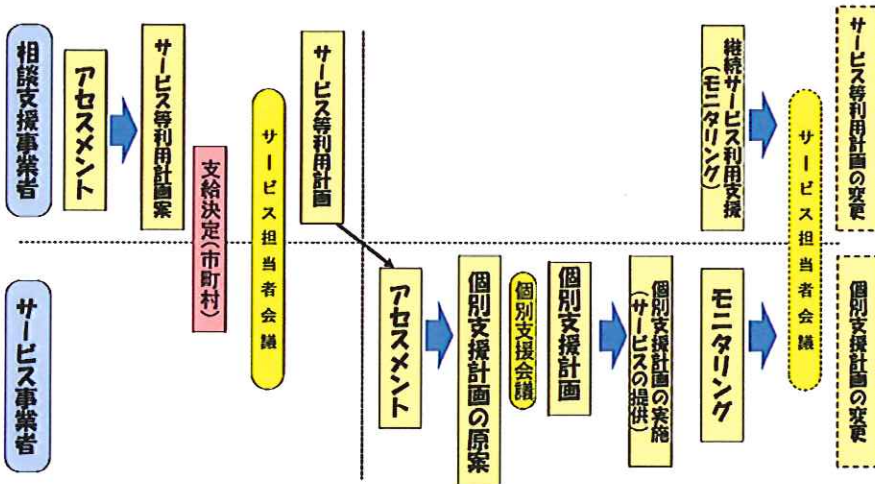 相談支援事業者
アセスメント
サービス等利用計画案
支給決定(市町村)
サービス担当者会議
サービス等利用計画
継続サービス利用支援
(モニタリング)
サービス担当者会議
サービス等利用計画の変更
サービス事業者
アセスメント
個別支援計画の原案
個別支援会議
個別支援計画
個別支援計画の実施
(サービスの提供)
モニタリング
個別支援計画の変更